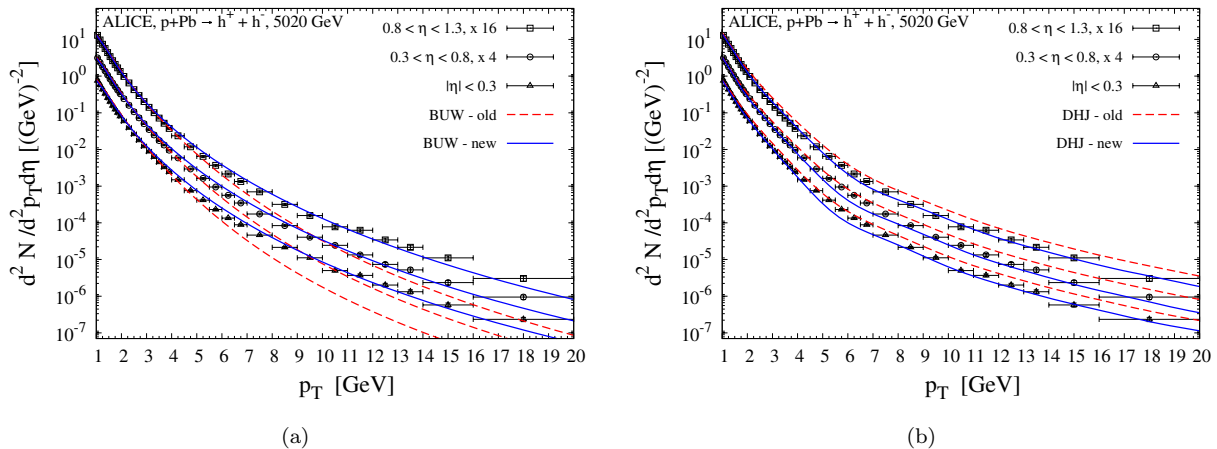 ALICE, p+Pb → h⁺ + h⁻, 5020 GeV
0.8 < η < 1.3, x 16
0.3 < η < 0.8, x 4
|η| < 0.3
BUW - old
BUW - new
d² N /d²p_T dη [(GeV)⁻²]
10¹
10⁰
10⁻¹
10⁻²
10⁻³
10⁻⁴
10⁻⁵
10⁻⁶
10⁻⁷
1 2 3 4 5 6 7 8 9 10 11 12 13 14 15 16 17 18 19 20
p_T [GeV]
(a)
ALICE, p+Pb → h⁺ + h⁻, 5020 GeV
0.8 < η < 1.3, x 16
0.3 < η < 0.8, x 4
|η| < 0.3
DHJ - old
DHJ - new
d² N /d²p_T dη [(GeV)⁻²]
10¹
10⁰
10⁻¹
10⁻²
10⁻³
10⁻⁴
10⁻⁵
10⁻⁶
10⁻⁷
1 2 3 4 5 6 7 8 9 10 11 12 13 14 15 16 17 18 19 20
p_T [GeV]
(b)